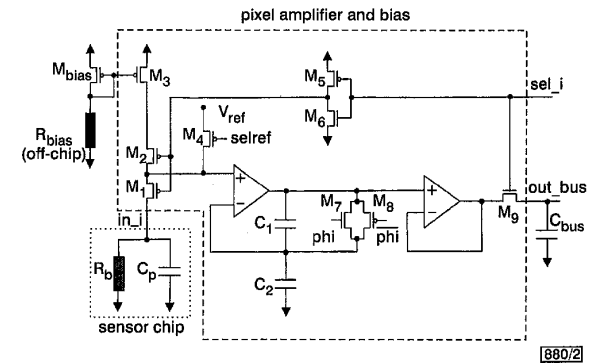 pixel amplifier and bias
Mbias
M3
M5
sel_i
Vref
M6
Rbias
(off-chip)
M4
selref
M2
M1
+
−
+
−
M7
M8
out_bus
M9
in_i
C1
phi
phi
Cbus
Rb
Cp
C2
sensor chip
880/2